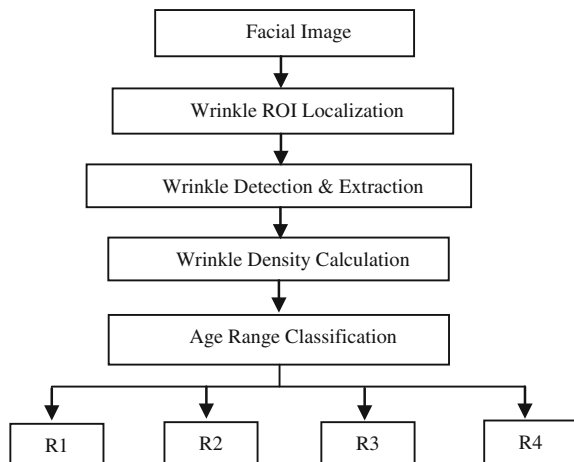 Facial Image
Wrinkle ROI Localization
Wrinkle Detection & Extraction
Wrinkle Density Calculation
Age Range Classification
R1 R2 R3 R4